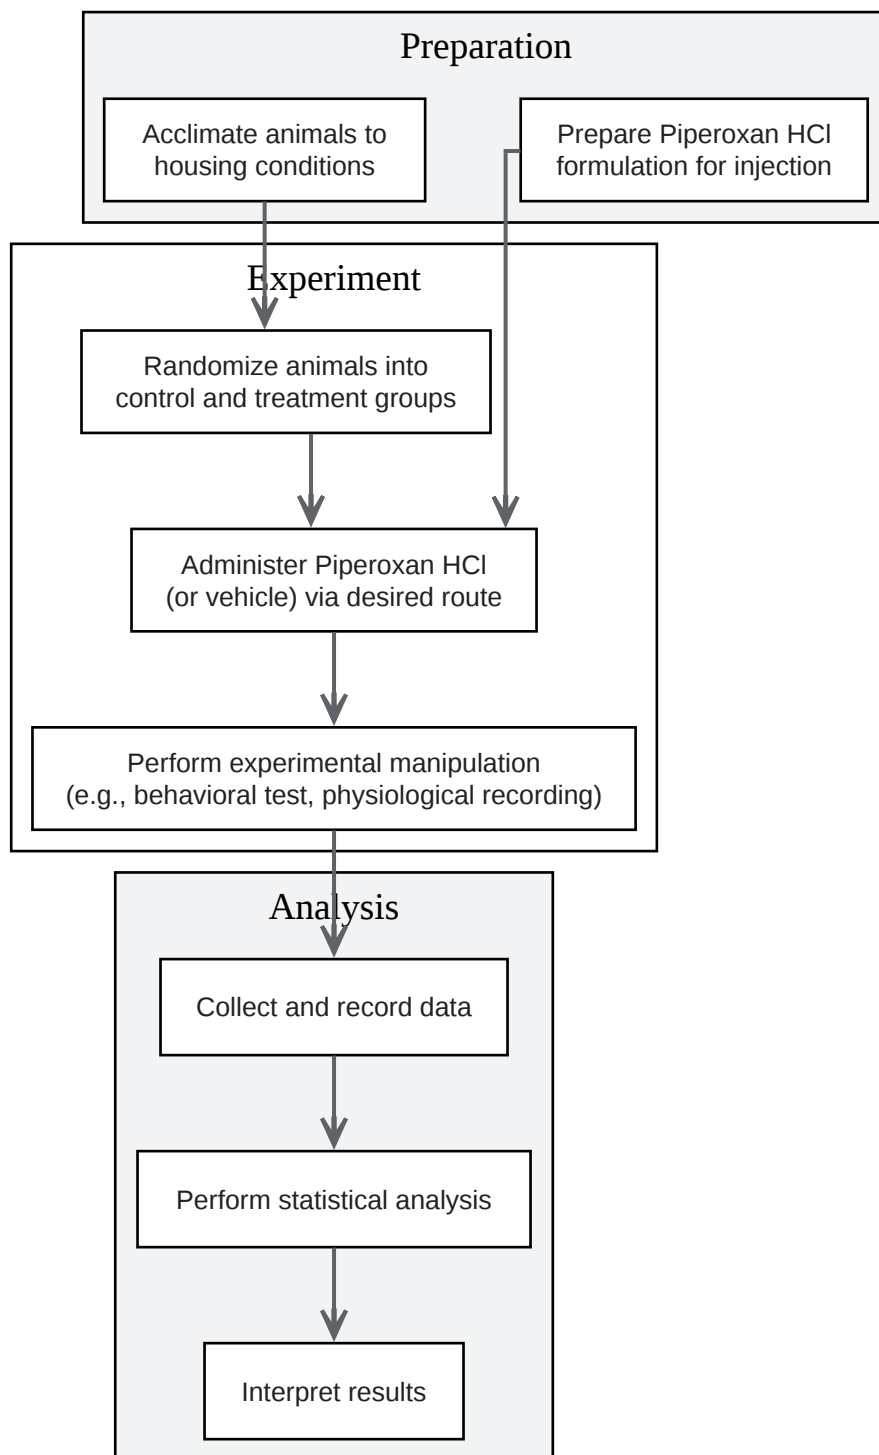 Preparation
Acclimate animals to
housing conditions
Prepare Piperoxan HCl
formulation for injection
Experiment
Randomize animals into
control and treatment groups
Administer Piperoxan HCl
(or vehicle) via desired route
Perform experimental manipulation
(e.g., behavioral test, physiological recording)
Analysis
Collect and record data
Perform statistical analysis
Interpret results